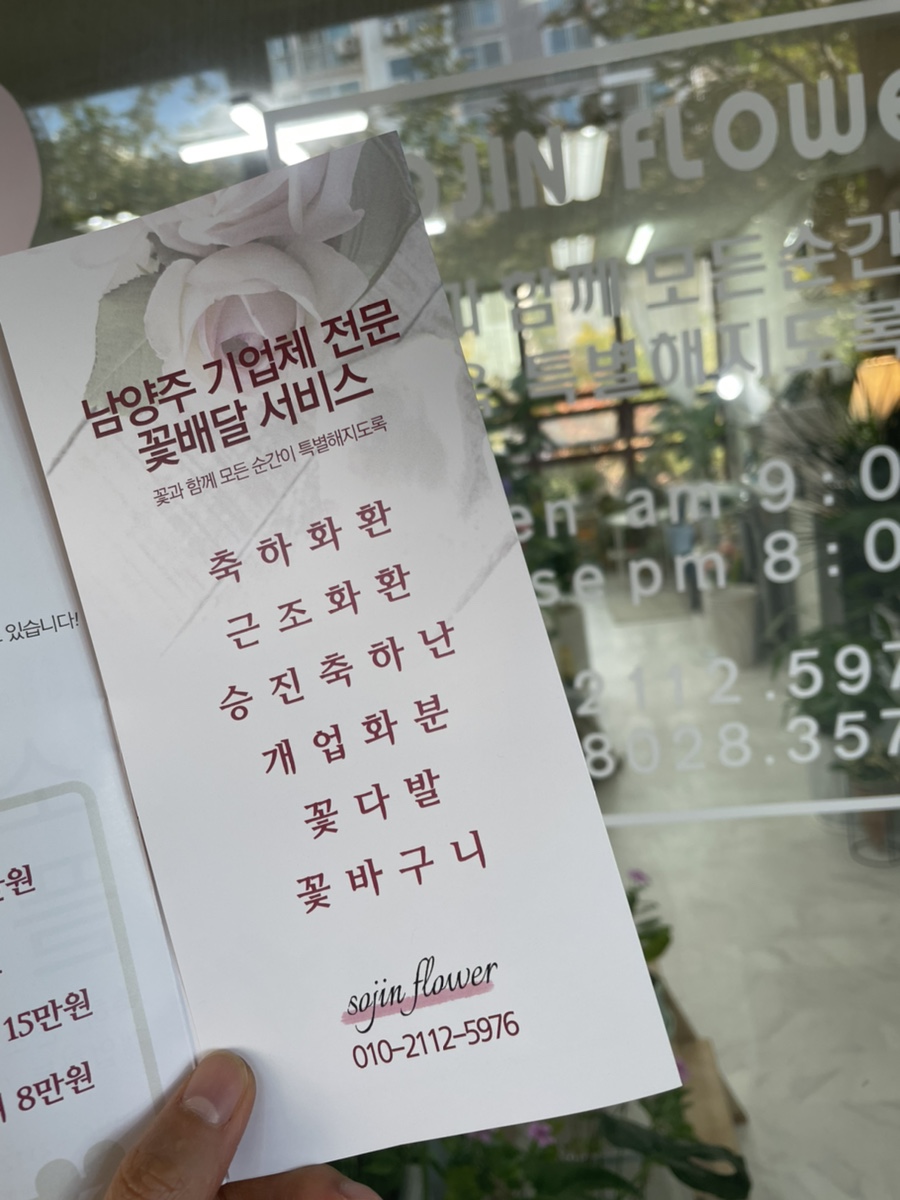 남양주 기업체 전문
꽃배달 서비스
꽃과 함께 모든 순간이 특별해지도록
축하화환
근조화환
승진축하난
개업화분
꽃다발
꽃바구니
sojin flower
010-2112-5976
있습니다!
15만원
8만원
함께 모든순간
특별해지도록
am 9:0
pm 8:0
2112.597
8028.357